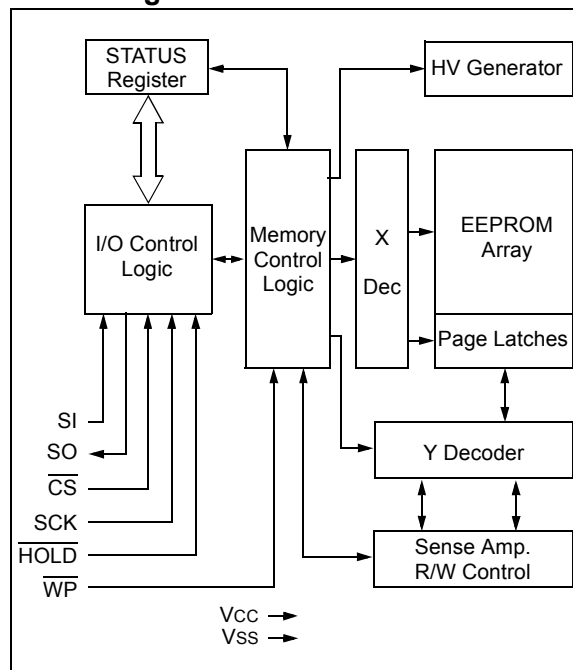 STATUS
Register
HV Generator
I/O Control
Logic
Memory
Control
Logic
X
Dec
EEPROM
Array
Page Latches
Y Decoder
Sense Amp.
R/W Control
SI
SO
CS
SCK
HOLD
WP
VCC
VSS